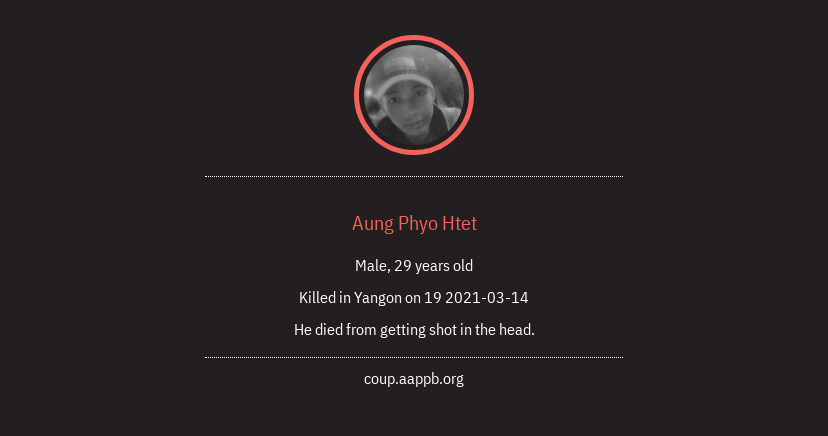 Aung Phyo Htet
Male, 29 years old
Killed in Yangon on 19 2021-03-14
He died from getting shot in the head.
coup.aappb.org